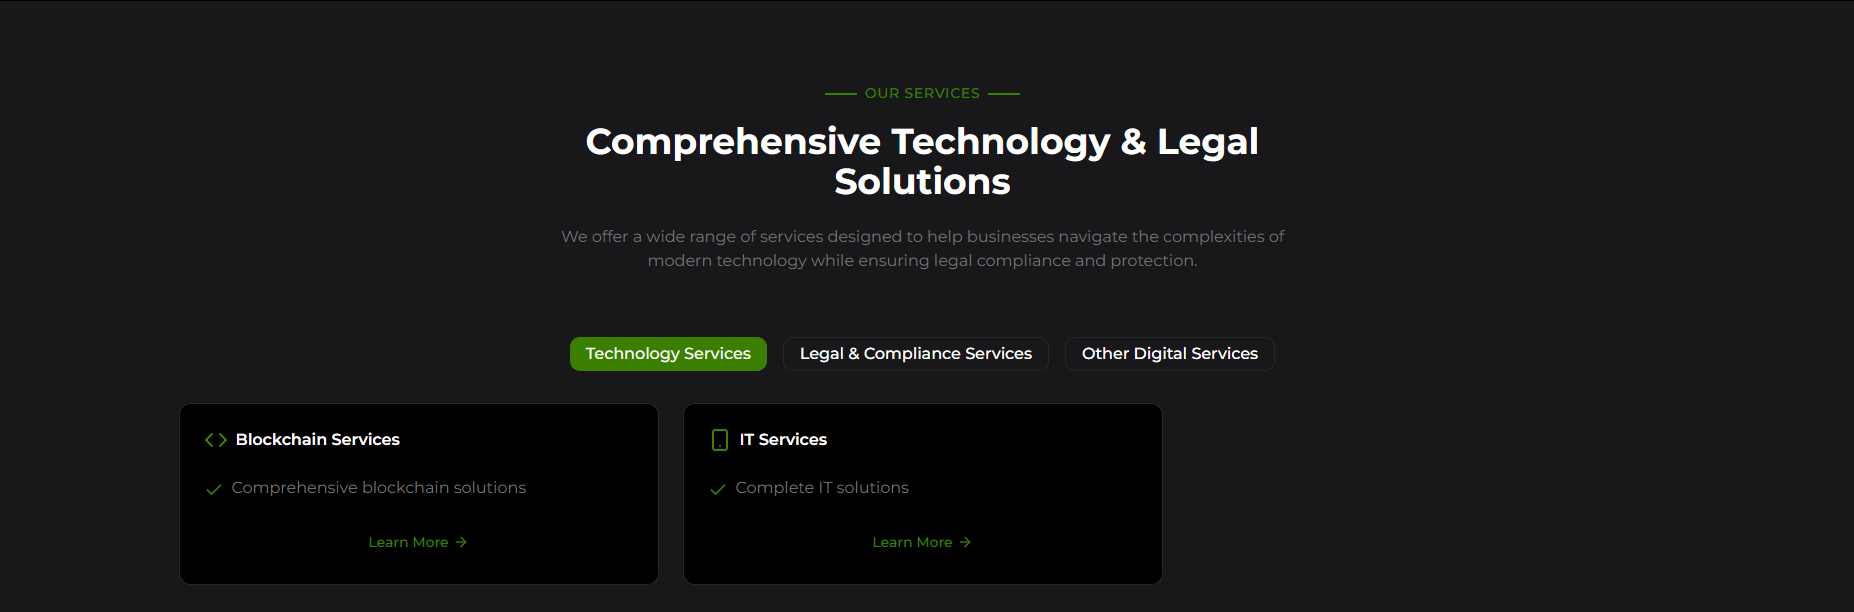 OUR SERVICES
Comprehensive Technology & Legal
Solutions
We offer a wide range of services designed to help businesses navigate the complexities of
modern technology while ensuring legal compliance and protection.
Technology Services
Legal & Compliance Services
Other Digital Services
Blockchain Services
Comprehensive blockchain solutions
Learn More
IT Services
Complete IT solutions
Learn More